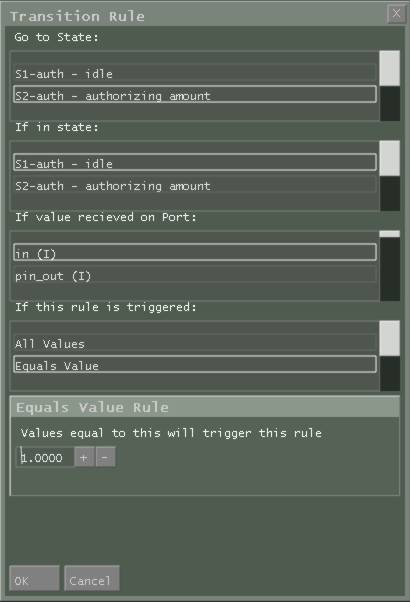 Transition Rule
X
Go to State:
S1-auth - idle
S2-auth - authorizing amount
If in state:
S1-auth - idle
S2-auth - authorizing amount
If value recieved on Port:
in (I)
pin_out (I)
If this rule is triggered:
All Values
Equals Value
Equals Value Rule
Values equal to this will trigger this rule
1.0000 + -
OK Cancel